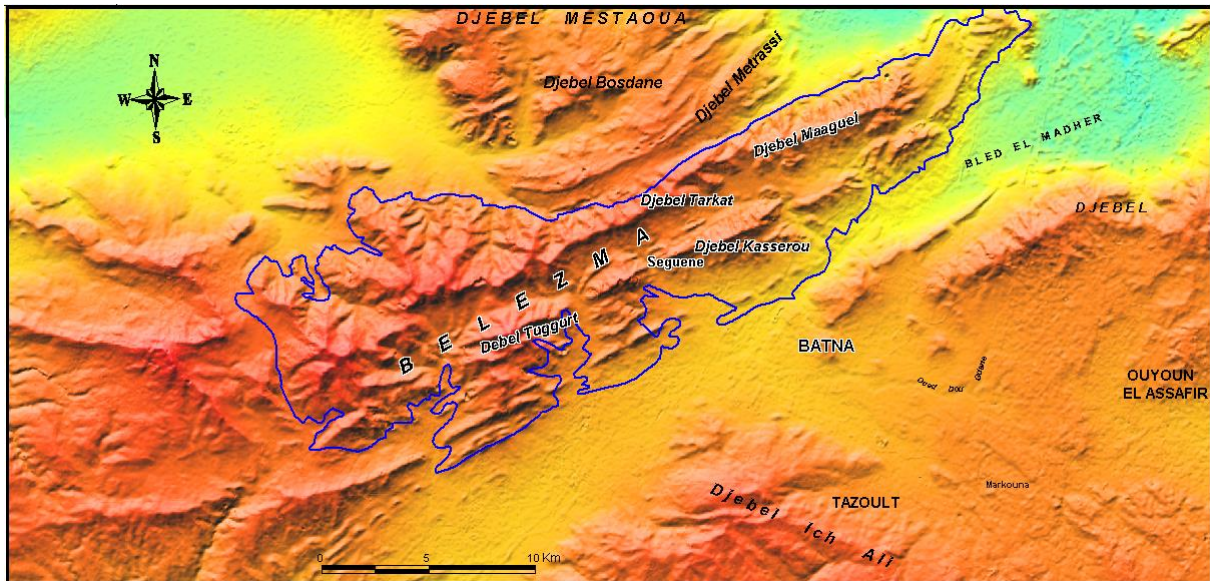 DJEBEL MESTAOUA
Djebel Bosdane
Djebel Metrassi
N
W E
S
Djebel Maaguel
BLED EL MADHER
Djebel Tarkat
DJEBEL
Djebel Kasserou
Seguene
BELEZMA
Debel Tuggurt
BATNA
OUYOUN
EL ASSAFIR
Markouna
TAZOULT
Djebel Ich Ali
0 5 10 Km